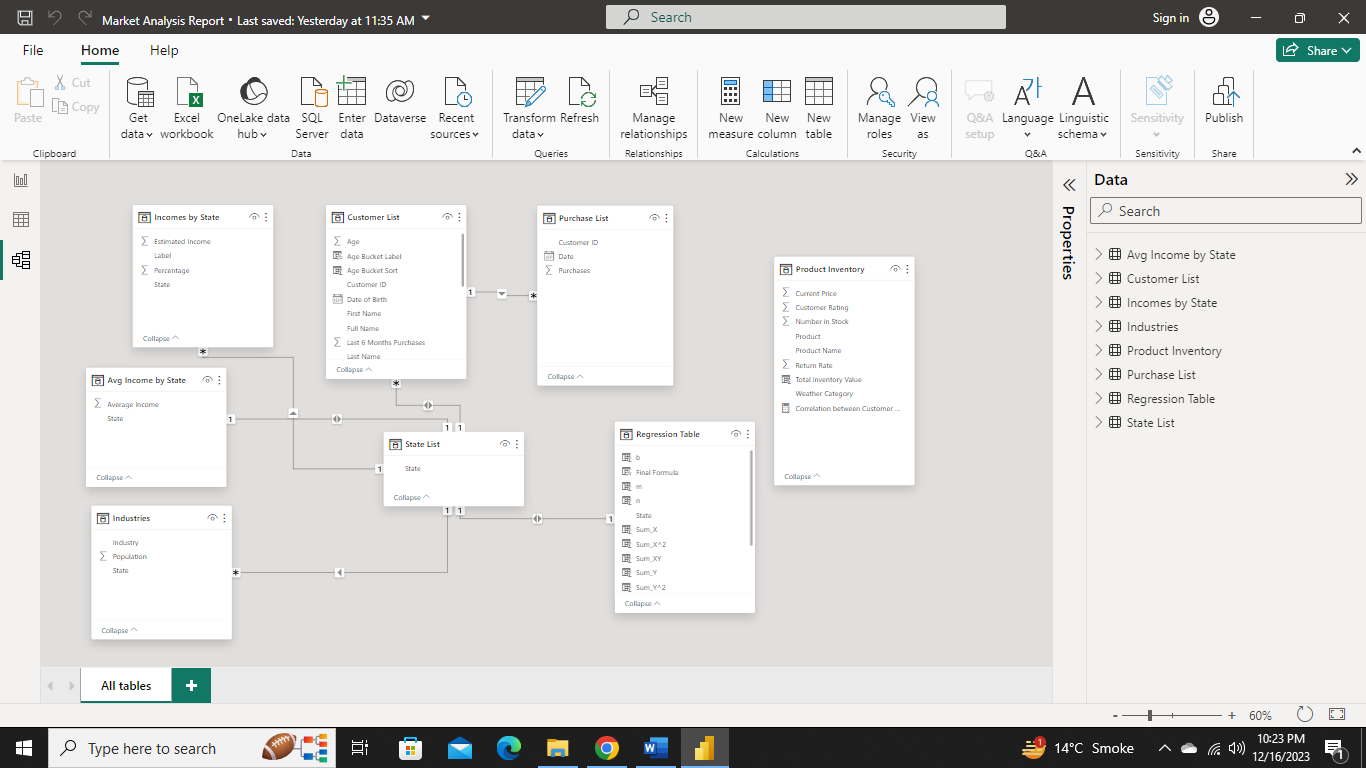 Market Analysis Report • Last saved: Yesterday at 11:35 AM
Search
Sign in
File
Home
Help
Share
Paste
Cut
Copy
Clipboard
Get data
Excel workbook
OneLake data hub
SQL Server
Enter data
Dataverse
Recent sources
Data
Transform data
Refresh
Queries
Manage relationships
Relationships
New measure
New column
New table
Calculations
Manage roles
View as
Security
Q&A setup
Language
Linguistic schema
Q&A
Sensitivity
Sensitivity
Publish
Share
Incomes by State
Estimated Income
Label
Percentage
State
Collapse
Customer List
Age
Age Bucket Label
Age Bucket Sort
Customer ID
Date of Birth
First Name
Full Name
Last 6 Months Purchases
Last Name
Collapse
1
*
Purchase List
Customer ID
Date
Purchases
Collapse
Product Inventory
Current Price
Customer Rating
Number in Stock
Product
Product Name
Return Rate
Total Inventory Value
Weather Category
Correlation between Customer ...
Collapse
*
*
Avg Income by State
Average Income
State
Collapse
1
1
1
1
State List
State
Collapse
1
1
1
Regression Table
b
Final Formula
m
n
State
Sum_X
Sum_X^2
Sum_XY
Sum_Y
Sum_Y^2
Collapse
Industries
Industry
Population
State
Collapse
*
Properties
Data
Search
Avg Income by State
Customer List
Incomes by State
Industries
Product Inventory
Purchase List
Regression Table
State List
All tables
+
- + 60%
Type here to search
1
14°C Smoke
10:23 PM
12/16/2023
1